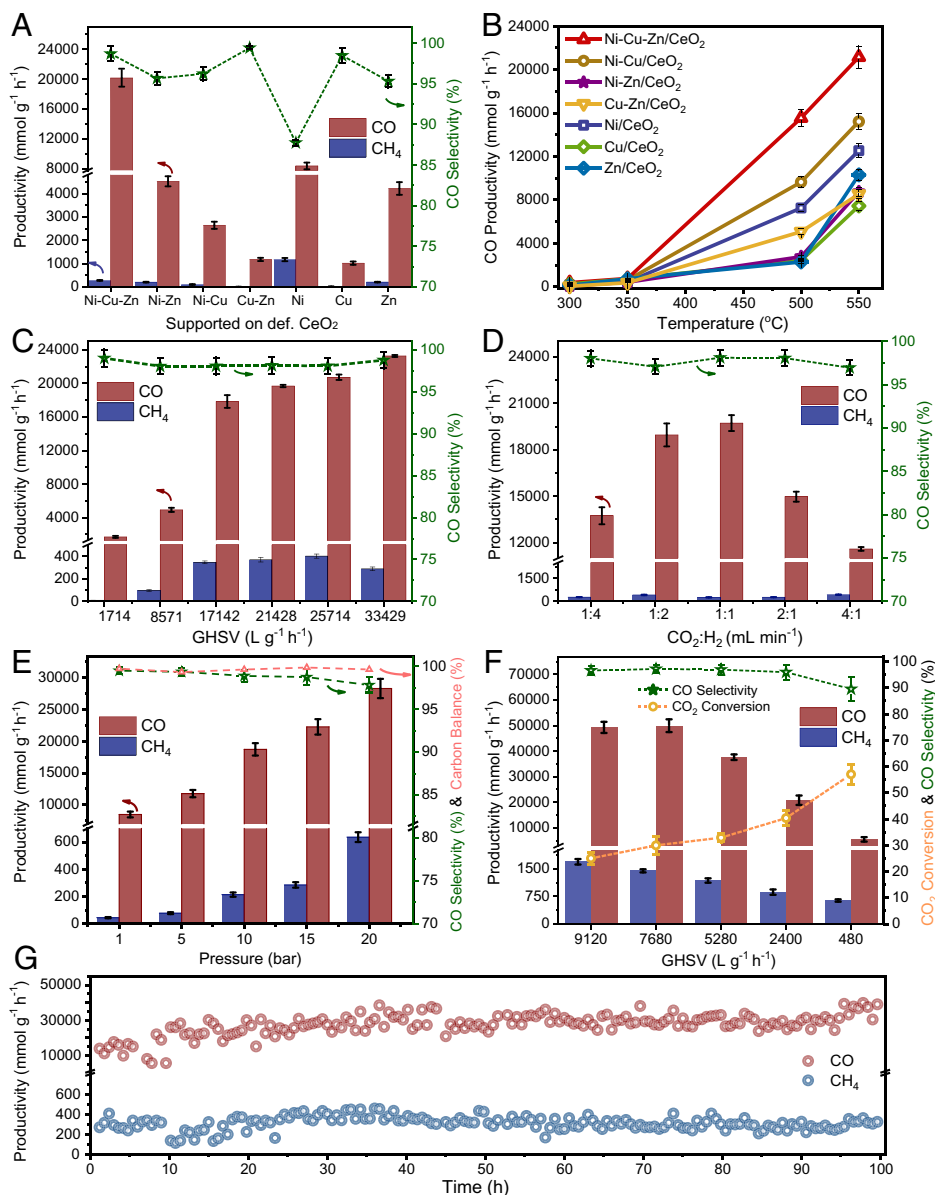 A
Productivity (mmol g⁻¹ h⁻¹)
24000
20000
16000
12000
8000
4000
3000
2000
1000
0
CO
CH₄
100
95
90
85
80
75
70
CO Selectivity (%)
Ni-Cu-Zn Ni-Zn Ni-Cu Cu-Zn Ni Cu Zn
Supported on def. CeO₂
B
CO Productivity (mmol g⁻¹ h⁻¹)
24000
20000
16000
12000
8000
4000
0
Ni-Cu-Zn/CeO₂
Ni-Cu/CeO₂
Ni-Zn/CeO₂
Cu-Zn/CeO₂
Ni/CeO₂
Cu/CeO₂
Zn/CeO₂
300 350 400 450 500 550
Temperature (°C)
C
Productivity (mmol g⁻¹ h⁻¹)
24000
20000
16000
12000
8000
4000
400
200
0
CO
CH₄
100
95
90
85
80
75
70
CO Selectivity (%)
1714 8571 17142 21428 25714 33429
GHSV (L g⁻¹ h⁻¹)
D
Productivity (mmol g⁻¹ h⁻¹)
24000
21000
18000
15000
12000
1500
0
CO
CH₄
100
95
90
85
80
75
70
CO Selectivity (%)
1:4 1:2 1:1 2:1 4:1
CO₂:H₂ (mL min⁻¹)
E
Productivity (mmol g⁻¹ h⁻¹)
30000
25000
20000
15000
10000
600
400
200
0
CO
CH₄
100
95
90
85
80
75
70
CO Selectivity (%) & Carbon Balance (%)
1 5 10 15 20
Pressure (bar)
F
Productivity (mmol g⁻¹ h⁻¹)
70000
60000
50000
40000
30000
20000
10000
1500
750
0
CO Selectivity
CO₂ Conversion
CO
CH₄
100
90
80
70
60
50
40
30
20
10
0
CO₂ Conversion & CO Selectivity (%)
9120 7680 5280 2400 480
GHSV (L g⁻¹ h⁻¹)
G
Productivity (mmol g⁻¹ h⁻¹)
50000
30000
10000
600
400
200
0
CO
CH₄
0 10 20 30 40 50 60 70 80 90 100
Time (h)